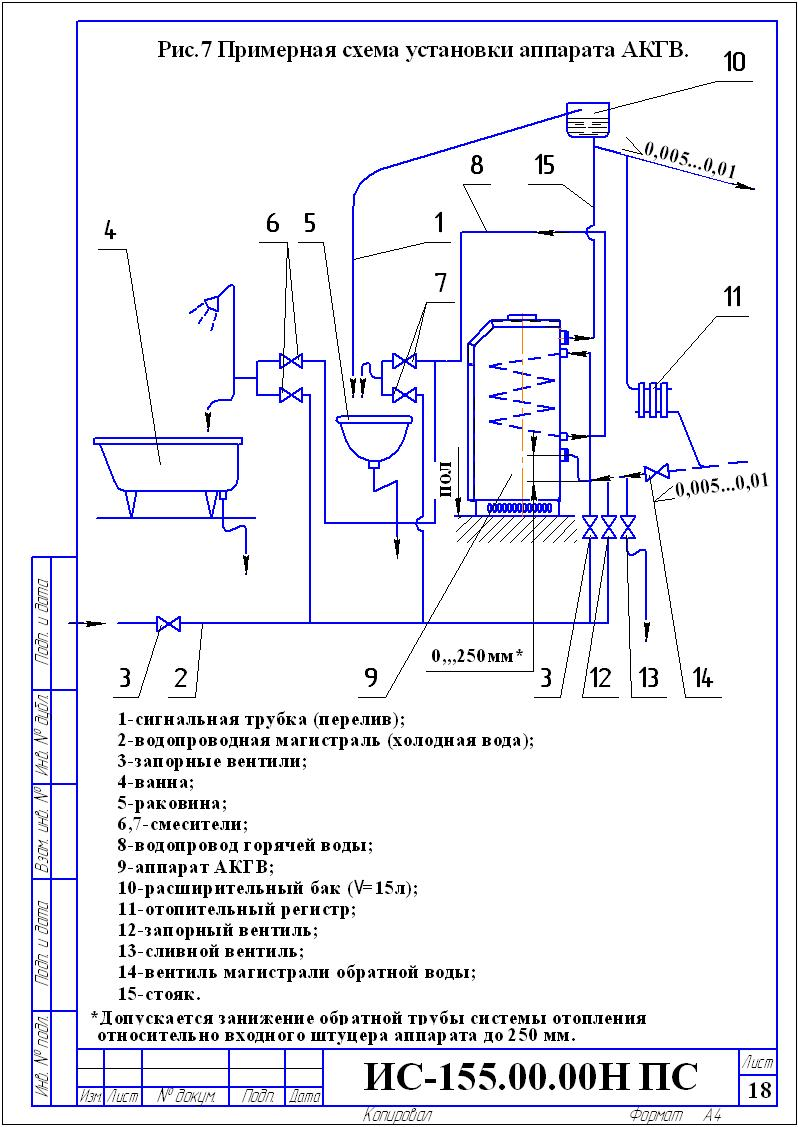 Рис.7 Примерная схема установки аппарата АКГВ.
10
0,005...0,01
8
15
4
6
5
1
7
11
ПОЛ
0,005...0,01
0,,,250мм*
3
2
9
3
12
13
14
1-сигнальная трубка (перелив);
2-водопроводная магистраль (холодная вода);
3-запорные вентили;
4-ванна;
5-раковина;
6,7-смесители;
8-водопровод горячей воды;
9-аппарат АКГВ;
10-расширительный бак (V=15л);
11-отопительный регистр;
12-запорный вентиль;
13-сливной вентиль;
14-вентиль магистрали обратной воды;
15-стояк.
*Допускается занижение обратной трубы системы отопления
относительно входного штуцера аппарата до 250 мм.
Подп. и дата
Инв. № дубл.
Взам. инв. №
Подп. и дата
Инв. № подл.
Изм. Лист № докум. Подп. Дата
ИС-155.00.00Н ПС
Лист
18
Копировал
Формат А4